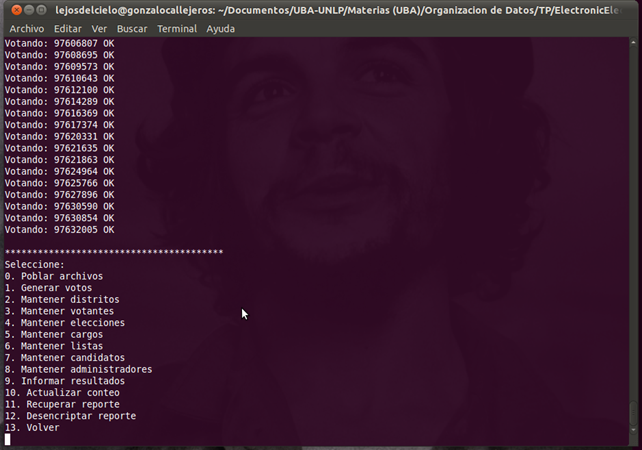 lejosdelcielo@gonzalocallejeros: ~/Documentos/UBA-UNLP/Materias (UBA)/Organizacion de Datos/TP/ElectronicEle
Archivo Editar Ver Buscar Terminal Ayuda
Votando: 97606807 OK
Votando: 97608695 OK
Votando: 97609573 OK
Votando: 97610643 OK
Votando: 97612100 OK
Votando: 97614289 OK
Votando: 97616369 OK
Votando: 97617374 OK
Votando: 97620331 OK
Votando: 97621635 OK
Votando: 97621863 OK
Votando: 97624964 OK
Votando: 97625766 OK
Votando: 97627896 OK
Votando: 97630590 OK
Votando: 97630854 OK
Votando: 97632005 OK
****************************************
Seleccione:
0. Poblar archivos
1. Generar votos
2. Mantener distritos
3. Mantener votantes
4. Mantener elecciones
5. Mantener cargos
6. Mantener listas
7. Mantener candidatos
8. Mantener administradores
9. Informar resultados
10. Actualizar conteo
11. Recuperar reporte
12. Desencriptar reporte
13. Volver